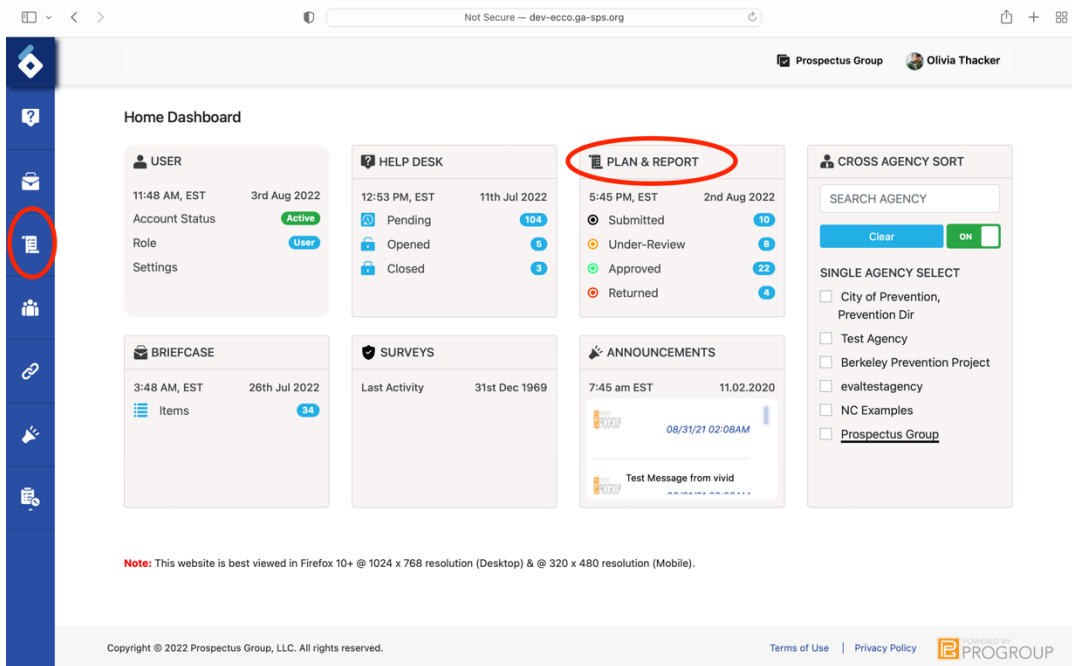 Not Secure — dev-ecco.ga-sps.org
Prospectus Group
Olivia Thacker
Home Dashboard
USER
11:48 AM, EST 3rd Aug 2022
Account Status Active
Role User
Settings
HELP DESK
12:53 PM, EST 11th Jul 2022
Pending 104
Opened 5
Closed 3
PLAN & REPORT
5:45 PM, EST 2nd Aug 2022
Submitted 10
Under-Review 8
Approved 22
Returned 4
CROSS AGENCY SORT
SEARCH AGENCY
Clear ON
SINGLE AGENCY SELECT
City of Prevention,
Prevention Dir
Test Agency
Berkeley Prevention Project
evaltestagency
NC Examples
Prospectus Group
BRIEFCASE
3:48 AM, EST 26th Jul 2022
Items 34
SURVEYS
Last Activity 31st Dec 1969
ANNOUNCEMENTS
7:45 am EST 11.02.2020
PROGROUP
08/31/21 02:08AM
Test Message from vivid
PROGROUP
Note: This website is best viewed in Firefox 10+ @ 1024 x 768 resolution (Desktop) & @ 320 x 480 resolution (Mobile).
Copyright © 2022 Prospectus Group, LLC. All rights reserved.
Terms of Use | Privacy Policy
POWERED BY
PROGROUP